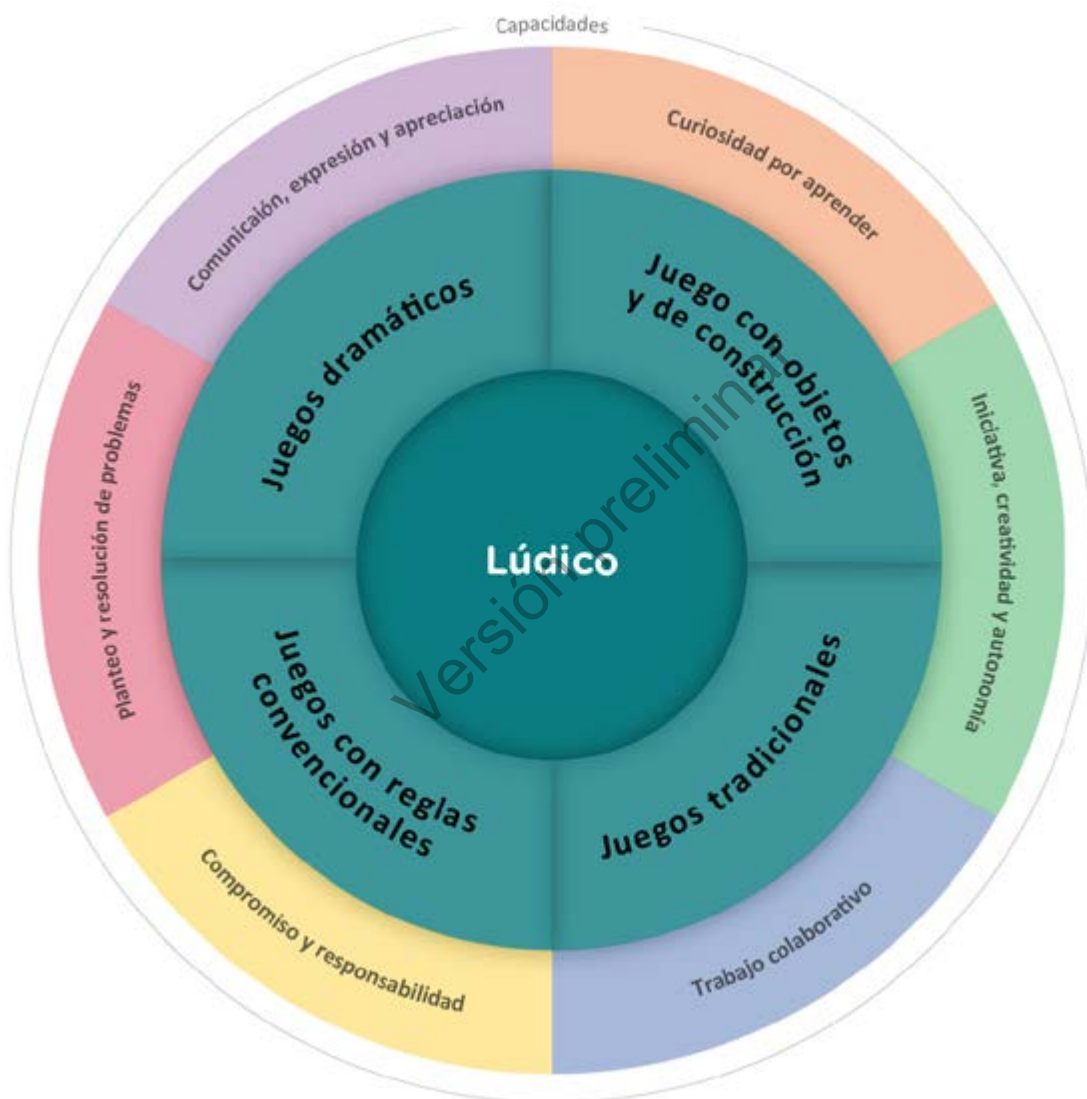 Capacidades
Comunicaión, expresión y apreclación
Curiosidad por aprender
Juegos dramáticos
Juego con objetos
y de construcción
Planteo y resolución de problemas
Iniciativa, creatividad y autonomía
Lúdico
Versión preliminar
Juegos con reglas
convencionales
Juegos tradicionales
Compromiso y responsabilidad
Trabajo colaborativo